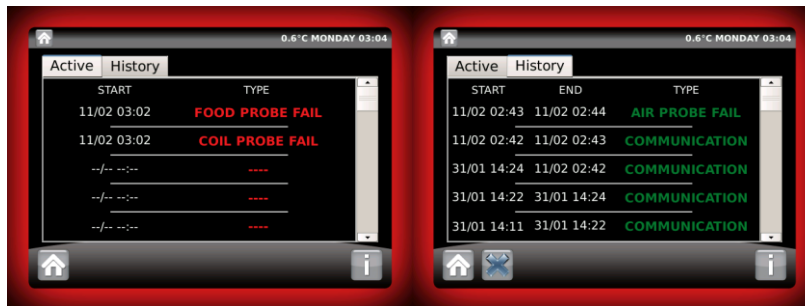 0.6°C MONDAY 03:04
Active History
START TYPE
11/02 03:02 FOOD PROBE FAIL
11/02 03:02 COIL PROBE FAIL
--/-- --:-- ----
--/-- --:-- ----
--/-- --:-- ----
i
0.6°C MONDAY 03:04
Active History
START END TYPE
11/02 02:43 11/02 02:44 AIR PROBE FAIL
11/02 02:42 11/02 02:43 COMMUNICATION
31/01 14:24 11/02 02:42 COMMUNICATION
31/01 14:22 31/01 14:24 COMMUNICATION
31/01 14:11 31/01 14:22 COMMUNICATION
i